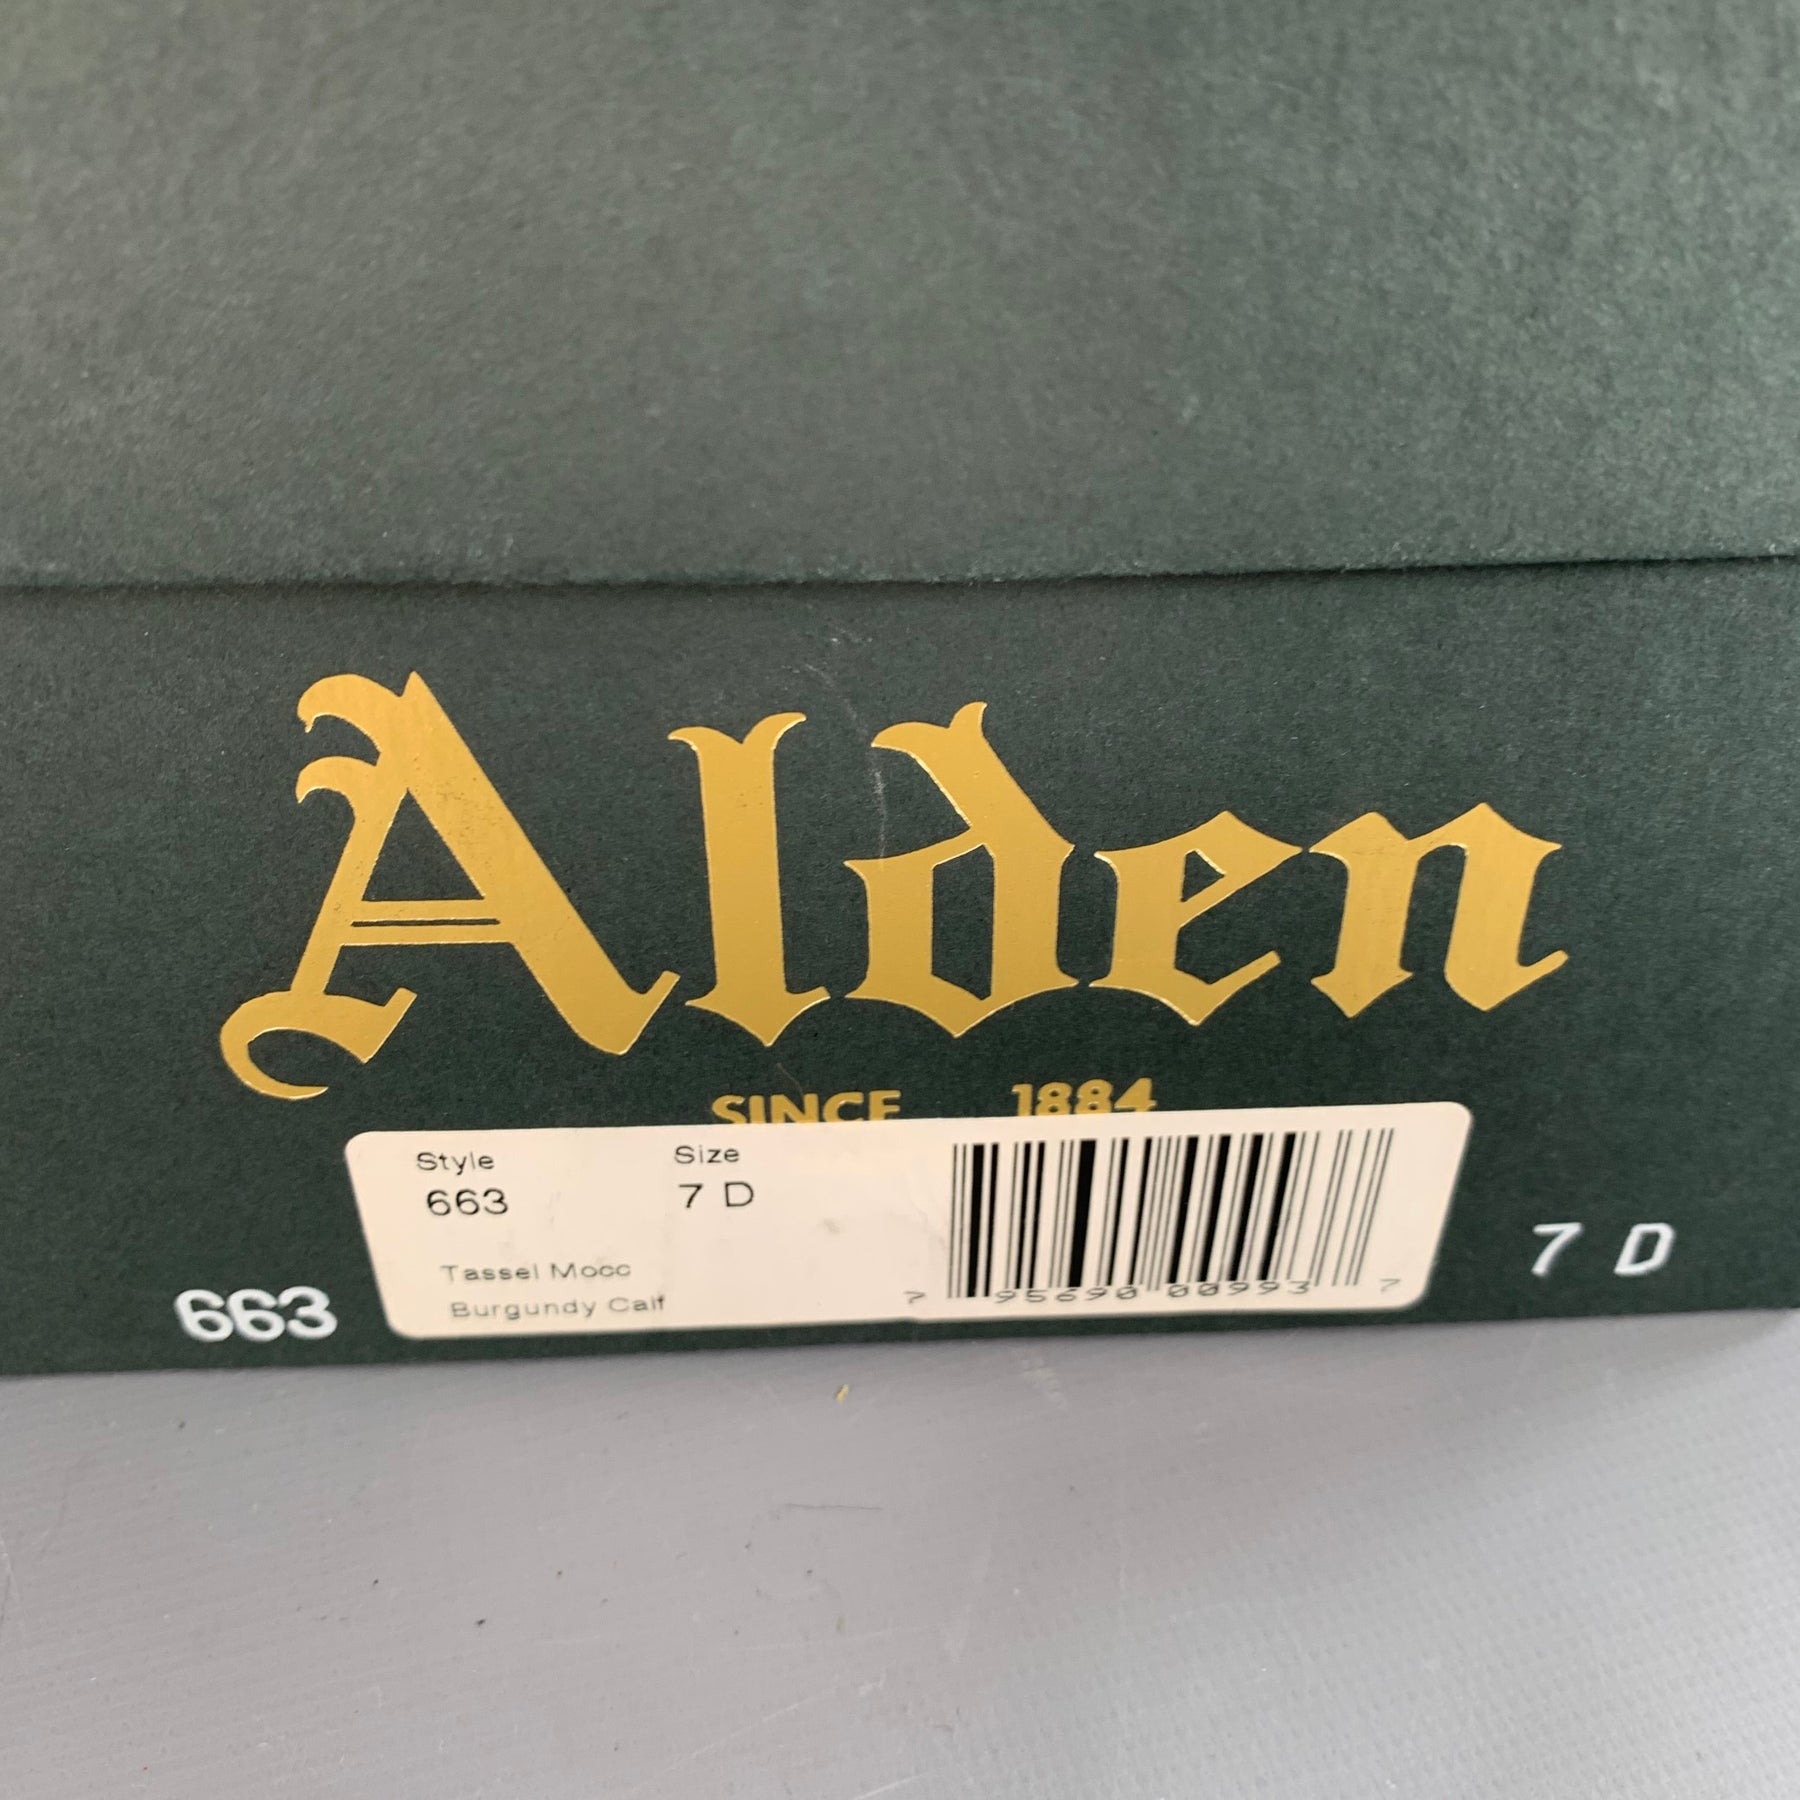 Alden
SINCE 1884
Style Size
663 7 D
Tassel Mocc
Burgundy Calf
7 95690 00993 7
663 7 D